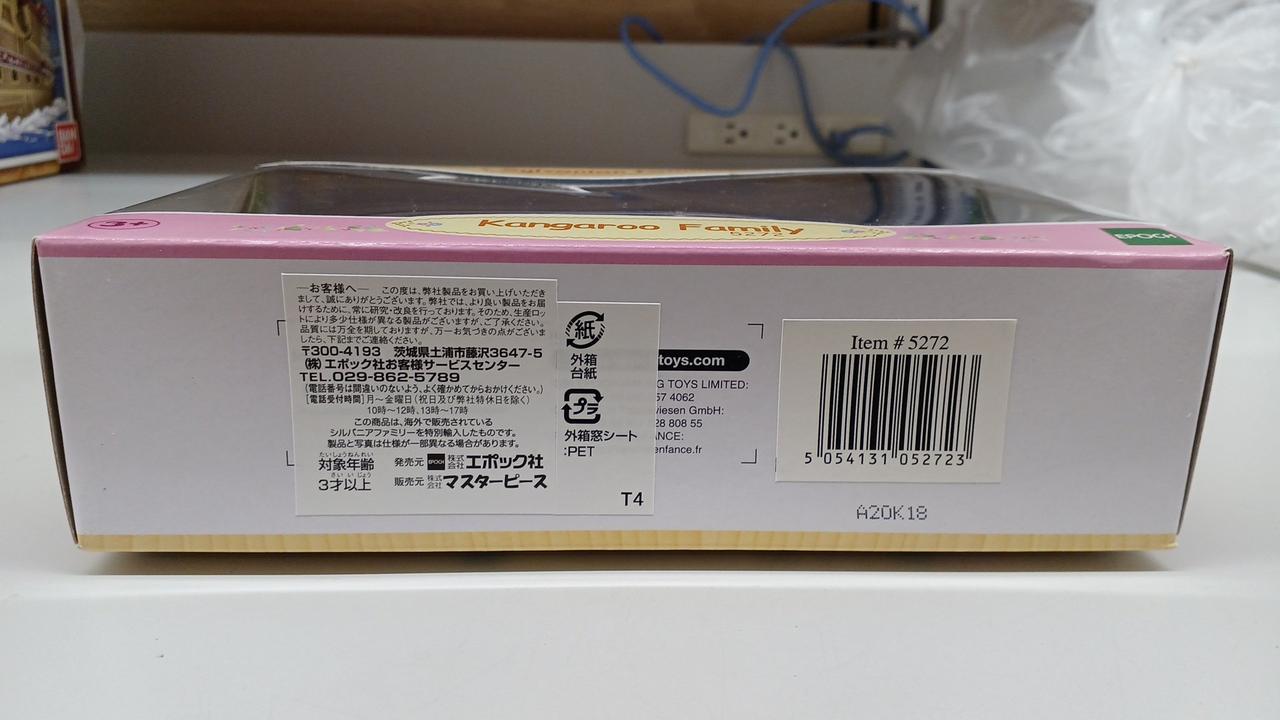 BAN
DAI
3+
Kangaroo Family
EPOCH
―お客様へ― この度は、弊社製品をお買い上げいただき
まして、誠にありがとうございます。弊社では、より良い製品をお届
けするために、常に研究・改良を行っております。そのため、生産ロッ
トにより多少仕様が異なる製品がございますが、ご了承ください。
品質には万全を期しておりますが、万一お気づきの点がございま
したら、下記までご連絡ください。
〒300-4193 茨城県土浦市藤沢3647-5
(株)エポック社お客様サービスセンター
TEL.029-862-5789
(電話番号は間違いのないよう、よく確かめてからおかけください。)
[電話受付時間]月〜金曜日(祝日及び弊社特休日を除く)
10時〜12時、13時〜17時
この商品は、海外で販売されている
シルバニアファミリーを特別輸入したものです。
製品と写真は仕様が一部異なる場合があります。
たいしょうねんれい
対象年齢
さいいじょう
3才以上
発売元 EPOCH 株式会社 エポック社
販売元 株式会社 マスターピース
紙
外箱
台紙
プラ
外箱窓シート
:PET
T4
toys.com
G TOYS LIMITED:
57 4062
viesen GmbH:
28 808 55
ANCE:
enfance.fr
Item # 5272
5 054131 052723
A20K18